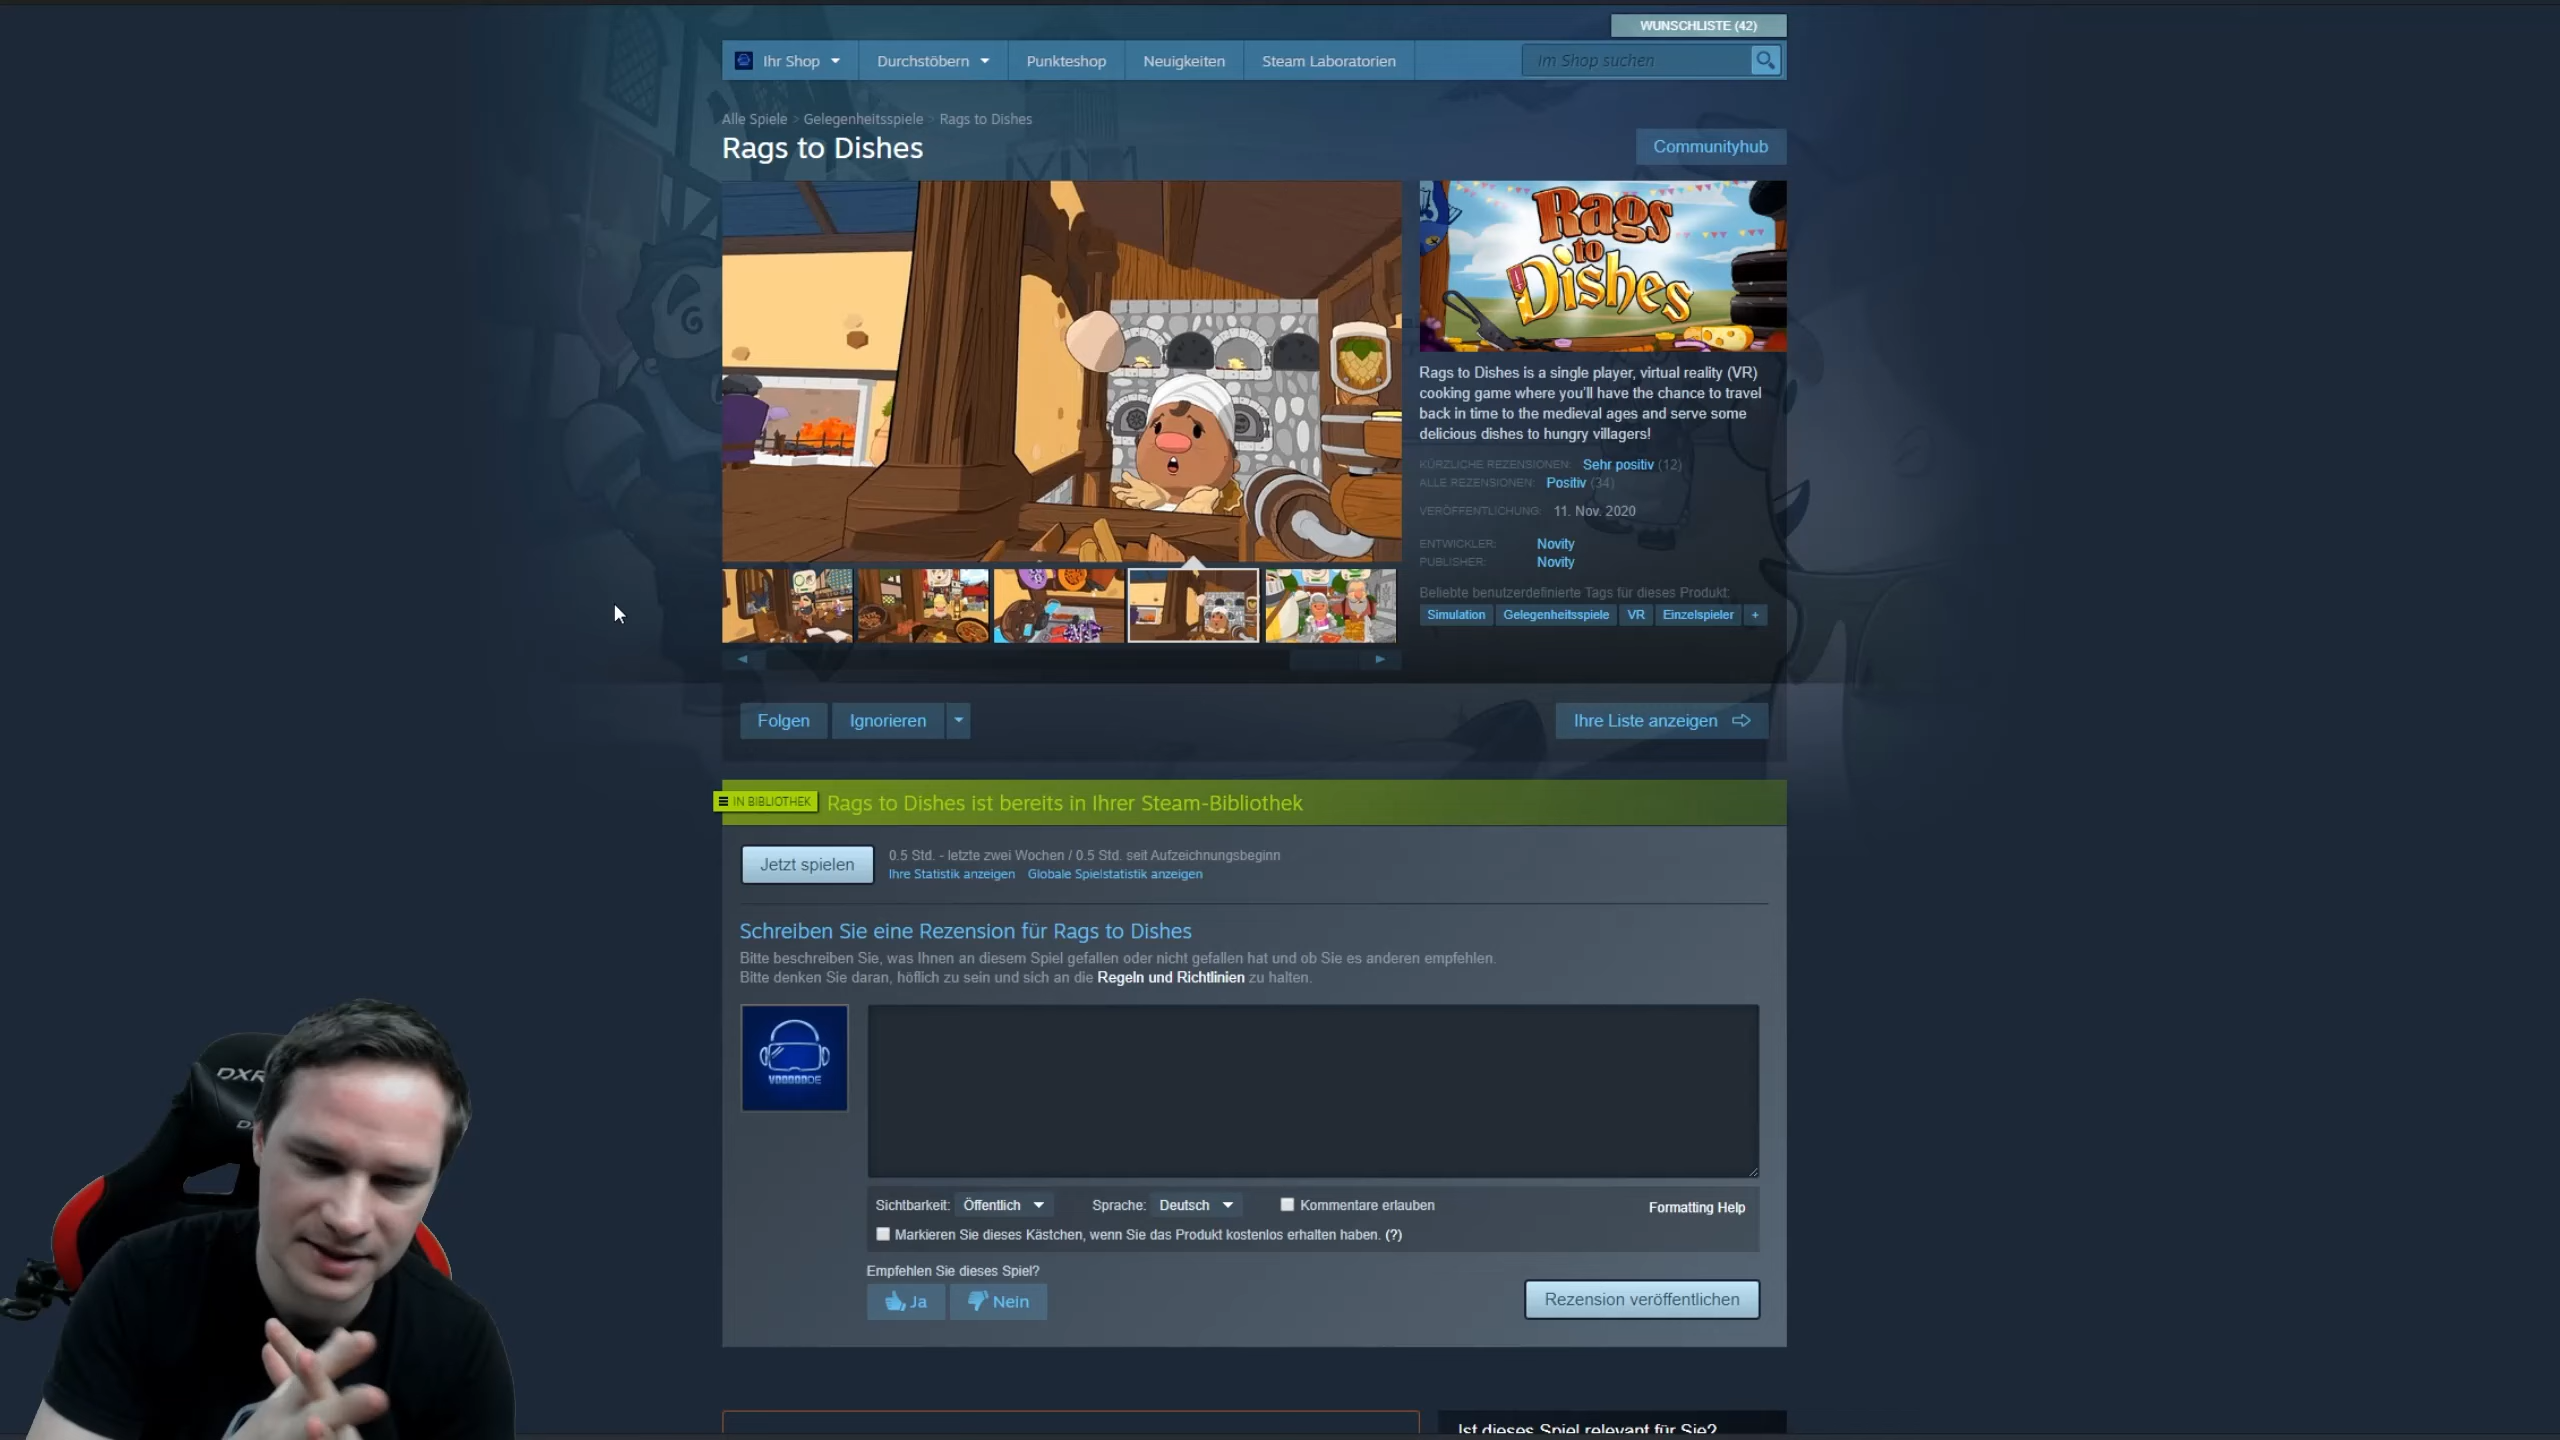 WUNSCHLISTE (42)
Ihr Shop
Durchstöbern
Punkteshop
Neuigkeiten
Steam Laboratorien
Im Shop suchen
Alle Spiele > Gelegenheitsspiele > Rags to Dishes
Rags to Dishes
Communityhub
Rags
to
Dishes
Rags to Dishes is a single player, virtual reality (VR)
cooking game where you'll have the chance to travel
back in time to the medieval ages and serve some
delicious dishes to hungry villagers!
KÜRZLICHE REZENSIONEN: Sehr positiv (12)
ALLE REZENSIONEN: Positiv (34)
VERÖFFENTLICHUNG: 11. Nov. 2020
ENTWICKLER: Novity
PUBLISHER: Novity
Beliebte benutzerdefinierte Tags für dieses Produkt:
Simulation Gelegenheitsspiele VR Einzelspieler +
Folgen
Ignorieren
Ihre Liste anzeigen
IN BIBLIOTHEK
Rags to Dishes ist bereits in Ihrer Steam-Bibliothek
Jetzt spielen
0.5 Std. - letzte zwei Wochen / 0.5 Std. seit Aufzeichnungsbeginn
Ihre Statistik anzeigen Globale Spielstatistik anzeigen
Schreiben Sie eine Rezension für Rags to Dishes
Bitte beschreiben Sie, was Ihnen an diesem Spiel gefallen oder nicht gefallen hat und ob Sie es anderen empfehlen.
Bitte denken Sie daran, höflich zu sein und sich an die Regeln und Richtlinien zu halten.
DXR
Sichtbarkeit: Öffentlich
Sprache: Deutsch
Kommentare erlauben
Formatting Help
Markieren Sie dieses Kästchen, wenn Sie das Produkt kostenlos erhalten haben. (?)
Empfehlen Sie dieses Spiel?
Ja
Nein
Rezension veröffentlichen
Ist dieses Spiel relevant für Sie?